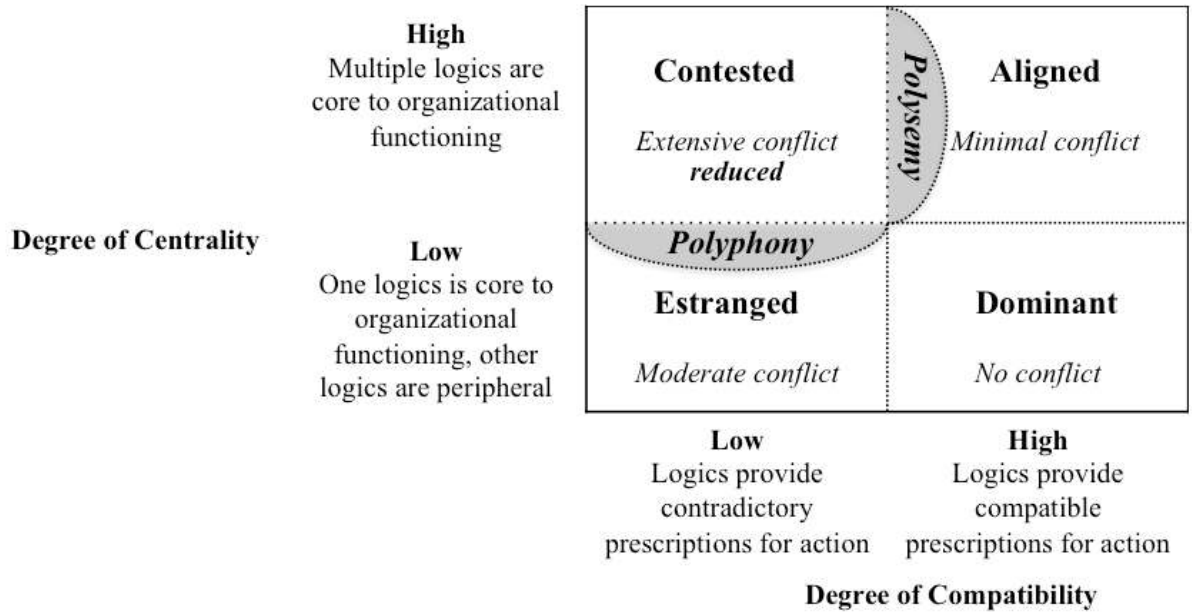 High
Multiple logics are
core to organizational
functioning
Contested
Extensive conflict
reduced
Polysemy
Aligned
Minimal conflict
Degree of Centrality
Low
One logics is core to
organizational
functioning, other
logics are peripheral
Polyphony
Estranged
Moderate conflict
Dominant
No conflict
Low
Logics provide
contradictory
prescriptions for action
High
Logics provide
compatible
prescriptions for action
Degree of Compatibility